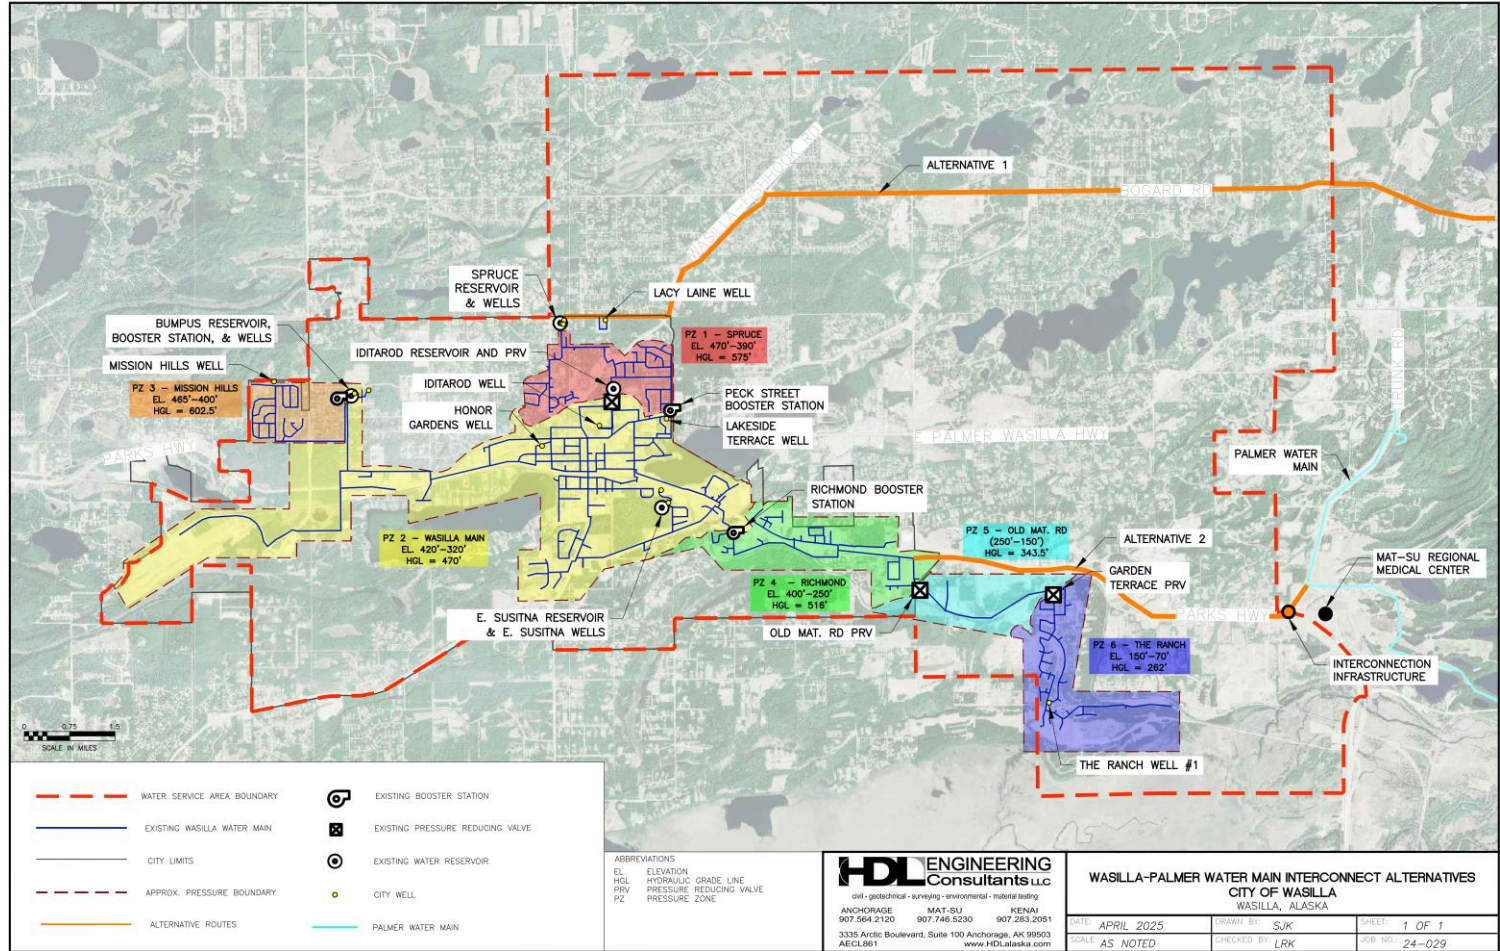 ALTERNATIVE 1
WASILLA FISHHOOK RD
BOGARD RD
SPRUCE
RESERVOIR
& WELLS
LACY LAINE WELL
BUMPUS RESERVOIR,
BOOSTER STATION, & WELLS
MISSION HILLS WELL
PZ 3 - MISSION HILLS
EL. 465'-400'
HGL = 602.5'
IDITAROD RESERVOIR AND PRV
IDITAROD WELL
HONOR
GARDENS WELL
PZ 1 - SPRUCE
EL. 470'-390'
HGL = 575'
PECK STREET
BOOSTER STATION
LAKESIDE
TERRACE WELL
TRUNK RD
PARKS HWY
E PALMER WASILLA HWY
PALMER WATER
MAIN
RICHMOND BOOSTER
STATION
PZ 2 - WASILLA MAIN
EL. 420'-320'
HGL = 470'
PZ 5 - OLD MAT. RD
(250'-150')
HGL = 343.5'
ALTERNATIVE 2
GARDEN
TERRACE PRV
MAT-SU REGIONAL
MEDICAL CENTER
PZ 4 - RICHMOND
EL. 400'-250'
HGL = 516'
E. SUSITNA RESERVOIR
& E. SUSITNA WELLS
OLD MAT. RD PRV
PARKS HWY
PZ 6 - THE RANCH
EL. 150'-70'
HGL = 262'
INTERCONNECTION
INFRASTRUCTURE
THE RANCH WELL #1
0 0.75 1.5
SCALE IN MILES
WATER SERVICE AREA BOUNDARY
EXISTING WASILLA WATER MAIN
CITY LIMITS
APPROX. PRESSURE BOUNDARY
ALTERNATIVE ROUTES
EXISTING BOOSTER STATION
EXISTING PRESSURE REDUCING VALVE
EXISTING WATER RESERVOIR
CITY WELL
PALMER WATER MAIN
ABBREVIATIONS
EL ELEVATION
HGL HYDRAULIC GRADE LINE
PRV PRESSURE REDUCING VALVE
PZ PRESSURE ZONE
HDL ENGINEERING
Consultants LLC
civil - geotechnical - surveying - environmental - material testing
ANCHORAGE MAT-SU KENAI
907.564.2120 907.746.5230 907.283.2051
3335 Arctic Boulevard, Suite 100 Anchorage, AK 99503
AECL861 www.HDLalaska.com
WASILLA-PALMER WATER MAIN INTERCONNECT ALTERNATIVES
CITY OF WASILLA
WASILLA, ALASKA
DATE: APRIL 2025 DRAWN BY: SJK SHEET: 1 OF 1
SCALE: AS NOTED CHECKED BY: LRK JOB NO.: 24-029